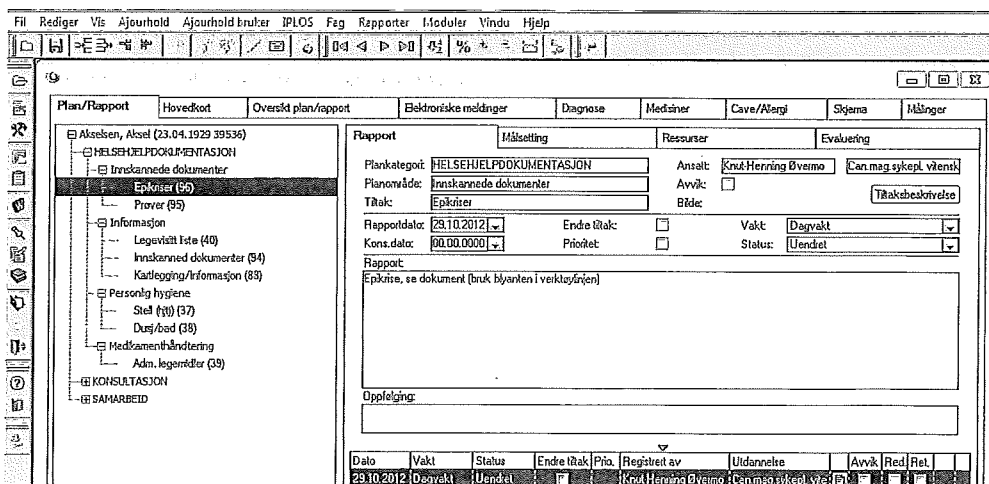 Fil Rediger Vis Ajourhold Ajourhold bruker IPLOS Fag Rapporter Moduler Vindu Hjelp
Plan/Rapport Hovedkort Oversikt plan/rapport Elektroniske meldinger Diagnose Medisiner Cave/Allergi Skjema Målinger
Akselsen, Aksel (23.04.1929 39536)
HELSEHJELPDOKUMENTASJON
Innskannede dokumenter
Epikriser (96)
Prøver (95)
Informasjon
Legevisitt liste (40)
Innskanned dokumenter (94)
Kartlegging/Informasjon (83)
Personlig hygiene
Stell (hjtj) (37)
Dusj/bad (38)
Medikamenthåndtering
Adm. legemidler (39)
KONSULTASJON
SAMARBEID
Rapport Målsetting Ressurser Evaluering
Plankategori: HELSEHJELPDOKUMENTASJON Ansatt: Knut-Henning Øvermo Can.mag.sykepl. vitensk
Planområde: Innskannede dokumenter Avvik:
Tiltak: Epikriser Bilde: Tiltaksbeskrivelse
Rapportdato: 29.10.2012 Endre tiltak: Vakt: Dagvakt
Kons.dato: 00.00.0000 Prioritet: Status: Uendret
Rapport:
Epikrise, se dokument (bruk blyanten i verktøylinjen)
Oppfølging:
Dato Vakt Status Endre tiltak Prio. Registrert av Utdannelse Avvik Red. Ret.
29.10.2012 Dagvakt Uendret Knut-Henning Øvermo Can.mag.sykepl. vite